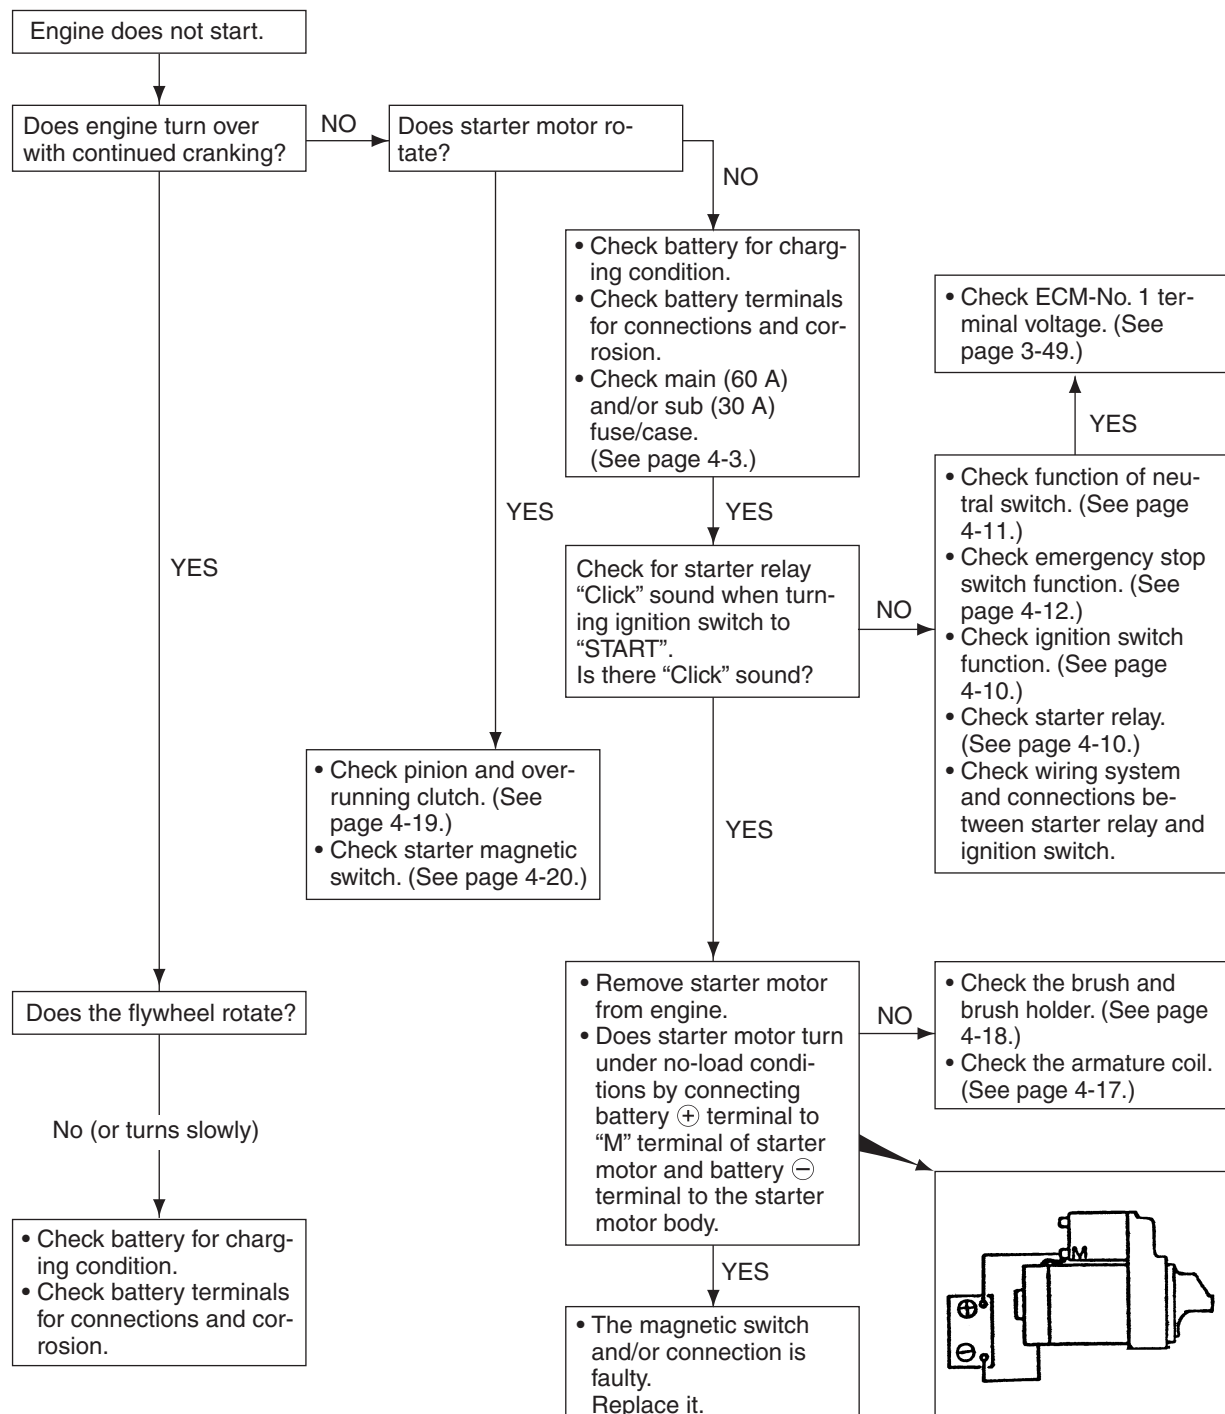 Engine does not start.
Does engine turn over
with continued cranking?
NO
Does starter motor ro-
tate?
NO
• Check battery for charg-
ing condition.
• Check battery terminals
for connections and cor-
rosion.
• Check main (60 A)
and/or sub (30 A)
fuse/case.
(See page 4-3.)
• Check ECM-No. 1 ter-
minal voltage. (See
page 3-49.)
YES
YES
YES
YES
Check for starter relay
“Click” sound when turn-
ing ignition switch to
“START”.
Is there “Click” sound?
NO
• Check function of neu-
tral switch. (See page
4-11.)
• Check emergency stop
switch function. (See
page 4-12.)
• Check ignition switch
function. (See page
4-10.)
• Check starter relay.
(See page 4-10.)
• Check wiring system
and connections be-
tween starter relay and
ignition switch.
• Check pinion and over-
running clutch. (See
page 4-19.)
• Check starter magnetic
switch. (See page 4-20.)
YES
Does the flywheel rotate?
No (or turns slowly)
• Check battery for charg-
ing condition.
• Check battery terminals
for connections and cor-
rosion.
• Remove starter motor
from engine.
• Does starter motor turn
under no-load condi-
tions by connecting
battery ⊕ terminal to
“M” terminal of starter
motor and battery ⊖
terminal to the starter
motor body.
NO
• Check the brush and
brush holder. (See page
4-18.)
• Check the armature coil.
(See page 4-17.)
YES
• The magnetic switch
and/or connection is
faulty.
Replace it.
M
⊕
⊖